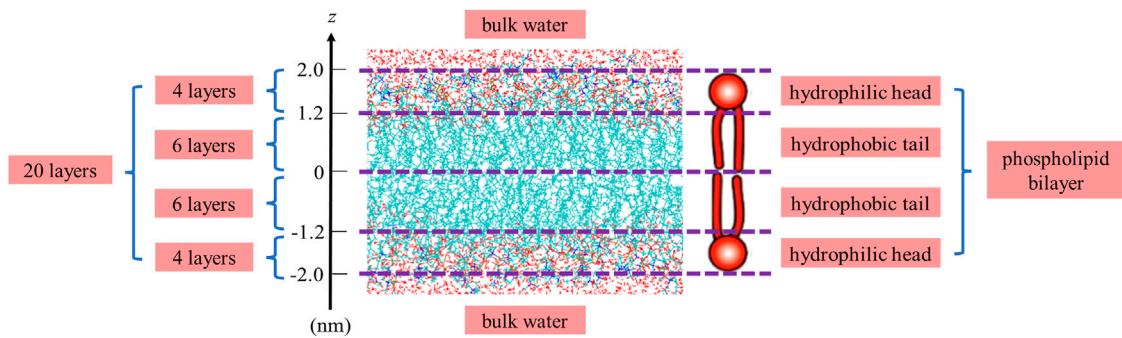 z
bulk water
2.0
4 layers
hydrophilic head
1.2
6 layers
hydrophobic tail
20 layers
0
phospholipid
bilayer
6 layers
hydrophobic tail
-1.2
4 layers
hydrophilic head
-2.0
(nm)
bulk water